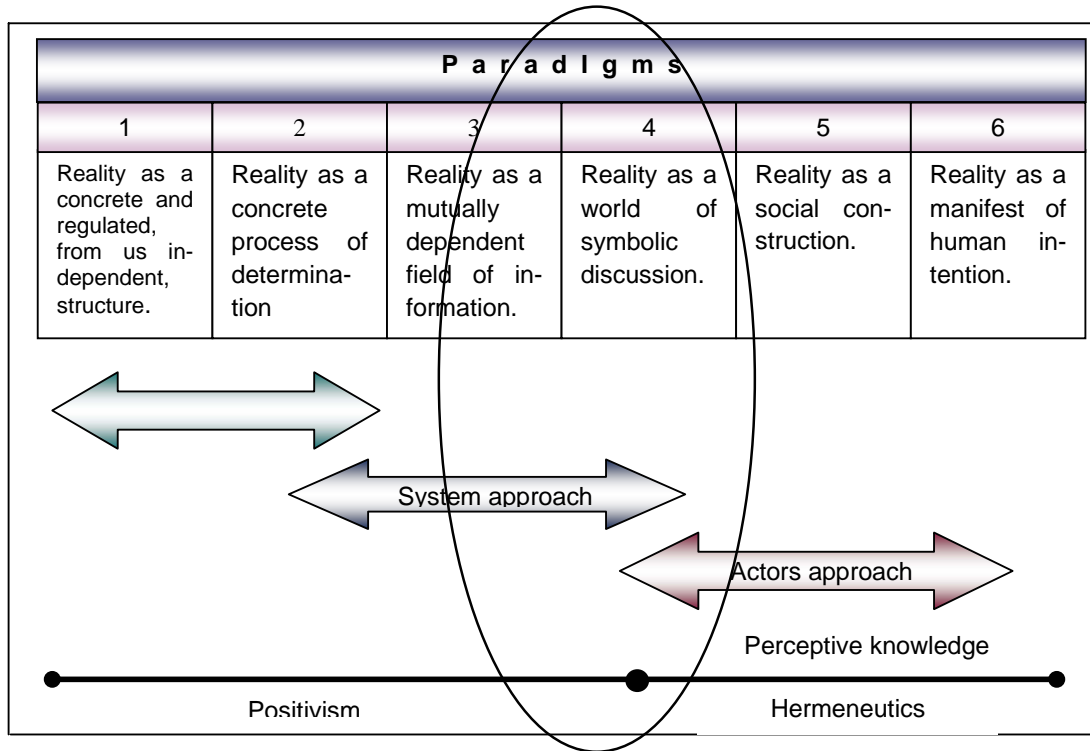 P a r a d I g m s
1 2 3 4 5 6
Reality as a
concrete and
regulated,
from us in-
dependent,
structure.
Reality as a
concrete
process of
determina-
tion
Reality as a
mutually
dependent
field of in-
formation.
Reality as a
world of
symbolic
discussion.
Reality as a
social con-
struction.
Reality as a
manifest of
human in-
tention.
System approach
Actors approach
Perceptive knowledge
Positivism
Hermeneutics